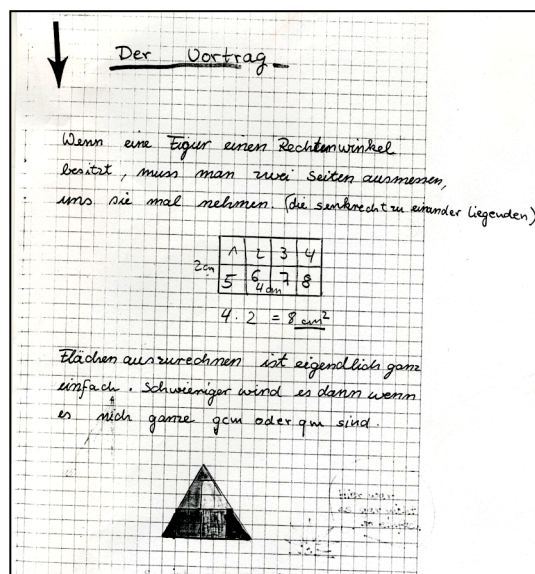 Der Vortrag
Wenn eine Figur einen Rechtenwinkel
besitzt, muss man zwei Seiten ausmessen,
uns sie mal nehmen. (die senkrecht zu einander liegenden)
1 2 3 4
2cm
5 6 7 8
4cm
4 · 2 = 8 cm²
Flächen auszurechnen ist eigendlich ganz
einfach. Schwieriger wird es dann wenn
es nich ganze qcm oder qm sind.